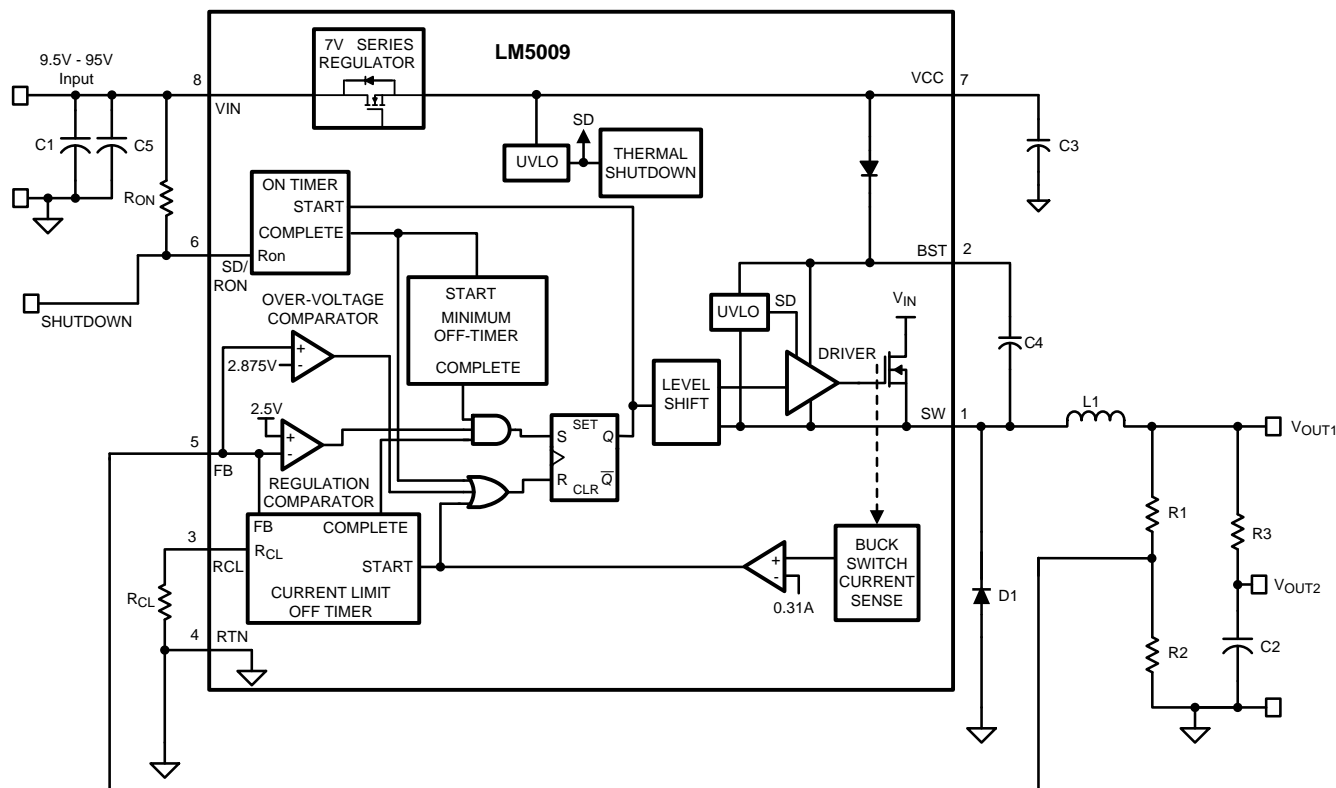 LM5009
9.5V - 95V
Input
8
VIN
7V SERIES
REGULATOR
VCC
7
C1
C5
C3
RON
UVLO
SD
THERMAL
SHUTDOWN
ON TIMER
START
COMPLETE
Ron
6
SD/
RON
SHUTDOWN
BST
2
START
MINIMUM
OFF-TIMER
COMPLETE
OVER-VOLTAGE
COMPARATOR
+
-
2.875V
UVLO
SD
VIN
DRIVER
C4
LEVEL
SHIFT
2.5V
+
-
5
FB
REGULATION
COMPARATOR
SET
S
Q
R
Q
CLR
SW
1
L1
VOUT1
R1
R3
VOUT2
R2
C2
D1
FB
COMPLETE
RCL
START
CURRENT LIMIT
OFF TIMER
3
RCL
RCL
4
RTN
+
-
0.31A
BUCK
SWITCH
CURRENT
SENSE